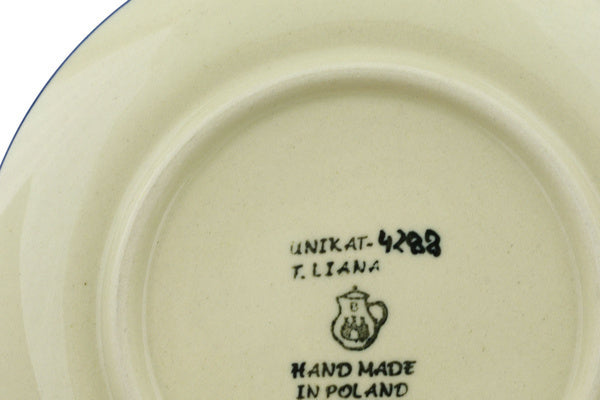 UNIKAT-4288
T. LIANA
B
HAND MADE
IN POLAND